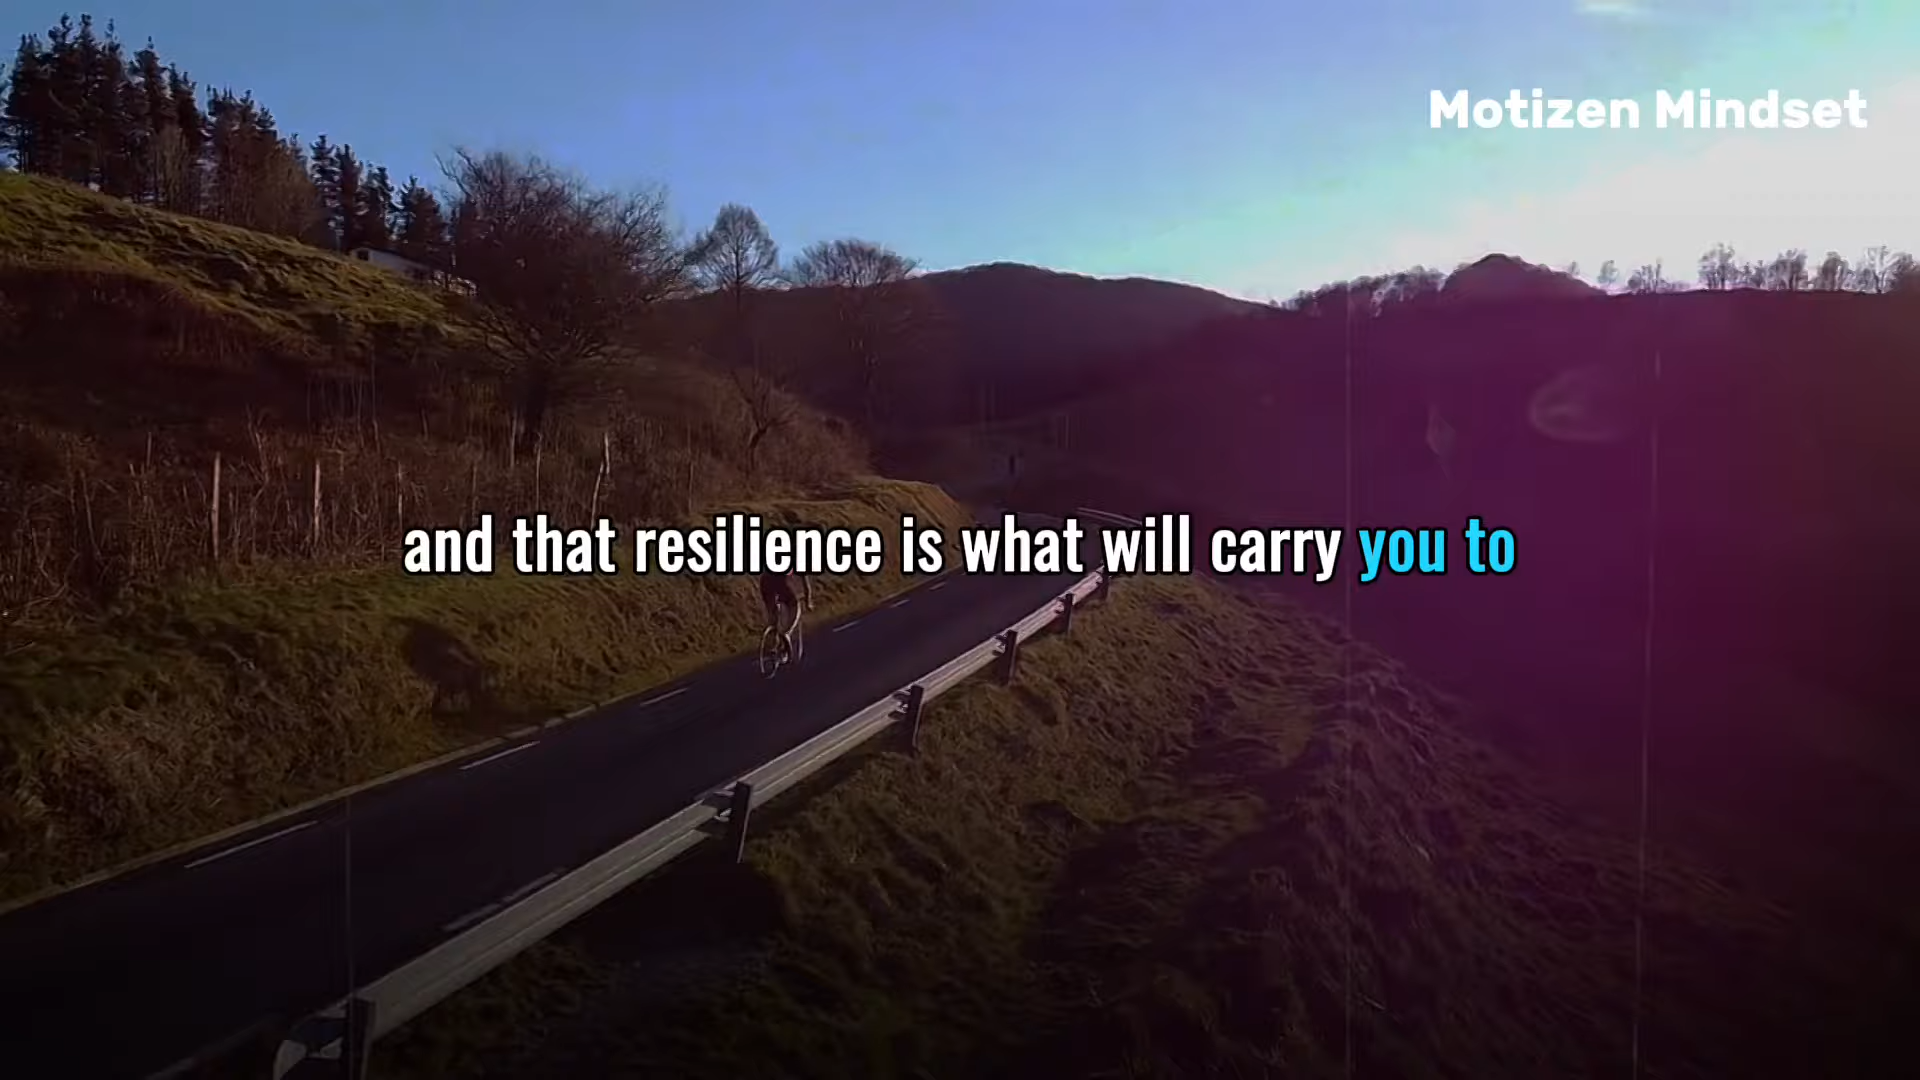 Motizen Mindset
and that resilience is what will carry you to